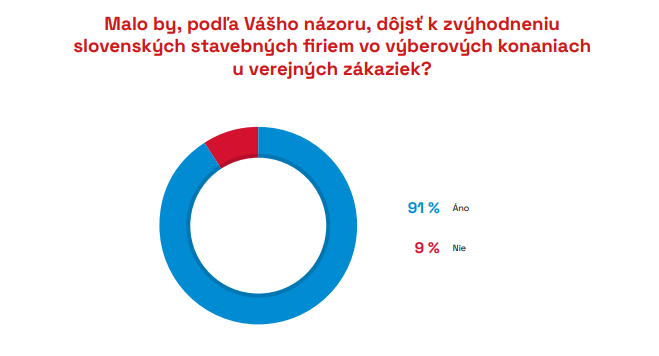 Malo by, podľa Vášho názoru, dôjsť k zvýhodneniu
slovenských stavebných firiem vo výberových konaniach
u verejných zákaziek?
91 % Áno
9 % Nie